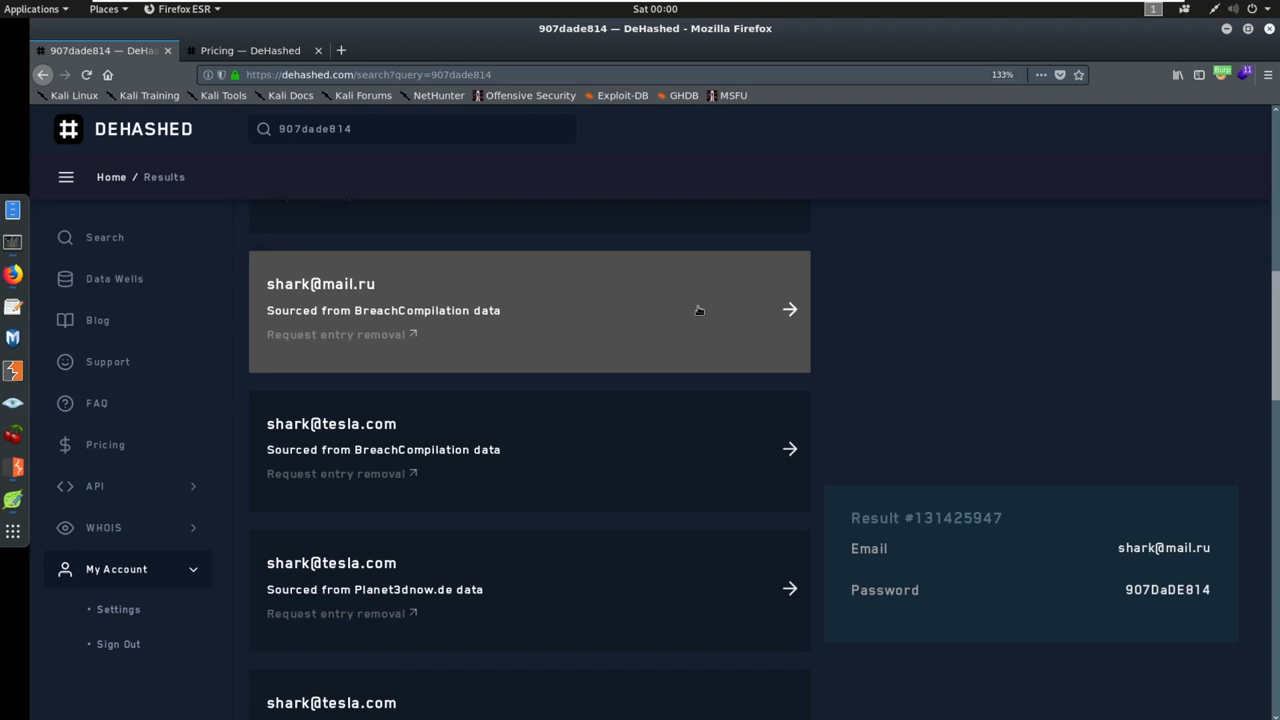 Applications ▾ Places ▾ Firefox ESR ▾ Sat 00:00 1
907dade814 — DeHashed - Mozilla Firefox
907dade814 — DeHas × Pricing — DeHashed × +
https://dehashed.com/search?query=907dade814 133%
Burp 11
Kali Linux Kali Training Kali Tools Kali Docs Kali Forums NetHunter Offensive Security Exploit-DB GHDB MSFU
DEHASHED 907dade814
Home / Results
Search
Data Wells
Blog
Support
FAQ
Pricing
API
WHOIS
My Account
• Settings
• Sign Out
shark@mail.ru
Sourced from BreachCompilation data
Request entry removal
shark@tesla.com
Sourced from BreachCompilation data
Request entry removal
shark@tesla.com
Sourced from Planet3dnow.de data
Request entry removal
shark@tesla.com
Result #131425947
Email shark@mail.ru
Password 907DaDE814